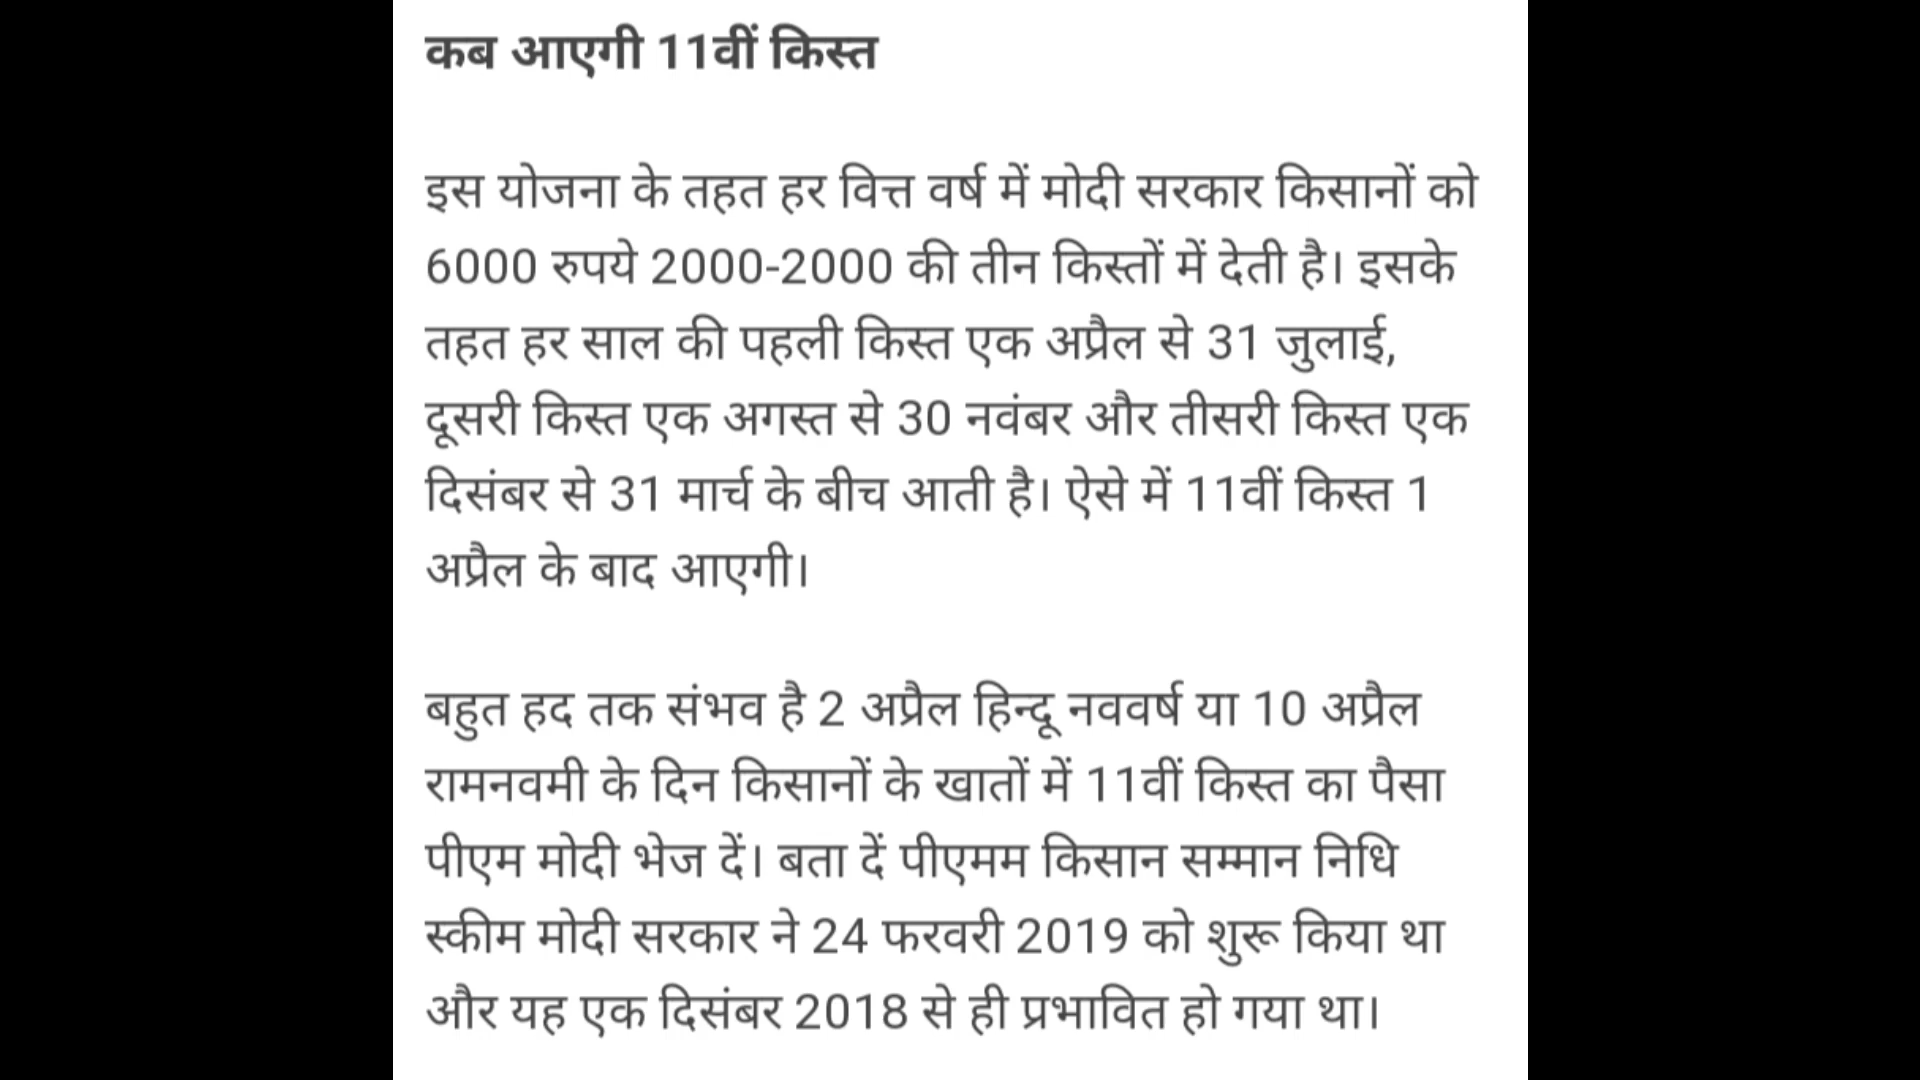 कब आएगी 11वीं किस्त
इस योजना के तहत हर वित्त वर्ष में मोदी सरकार किसानों को
6000 रुपये 2000-2000 की तीन किस्तों में देती है। इसके
तहत हर साल की पहली किस्त एक अप्रैल से 31 जुलाई,
दूसरी किस्त एक अगस्त से 30 नवंबर और तीसरी किस्त एक
दिसंबर से 31 मार्च के बीच आती है। ऐसे में 11वीं किस्त 1
अप्रैल के बाद आएगी।
बहुत हद तक संभव है 2 अप्रैल हिन्दू नववर्ष या 10 अप्रैल
रामनवमी के दिन किसानों के खातों में 11वीं किस्त का पैसा
पीएम मोदी भेज दें। बता दें पीएमम किसान सम्मान निधि
स्कीम मोदी सरकार ने 24 फरवरी 2019 को शुरू किया था
और यह एक दिसंबर 2018 से ही प्रभावित हो गया था।